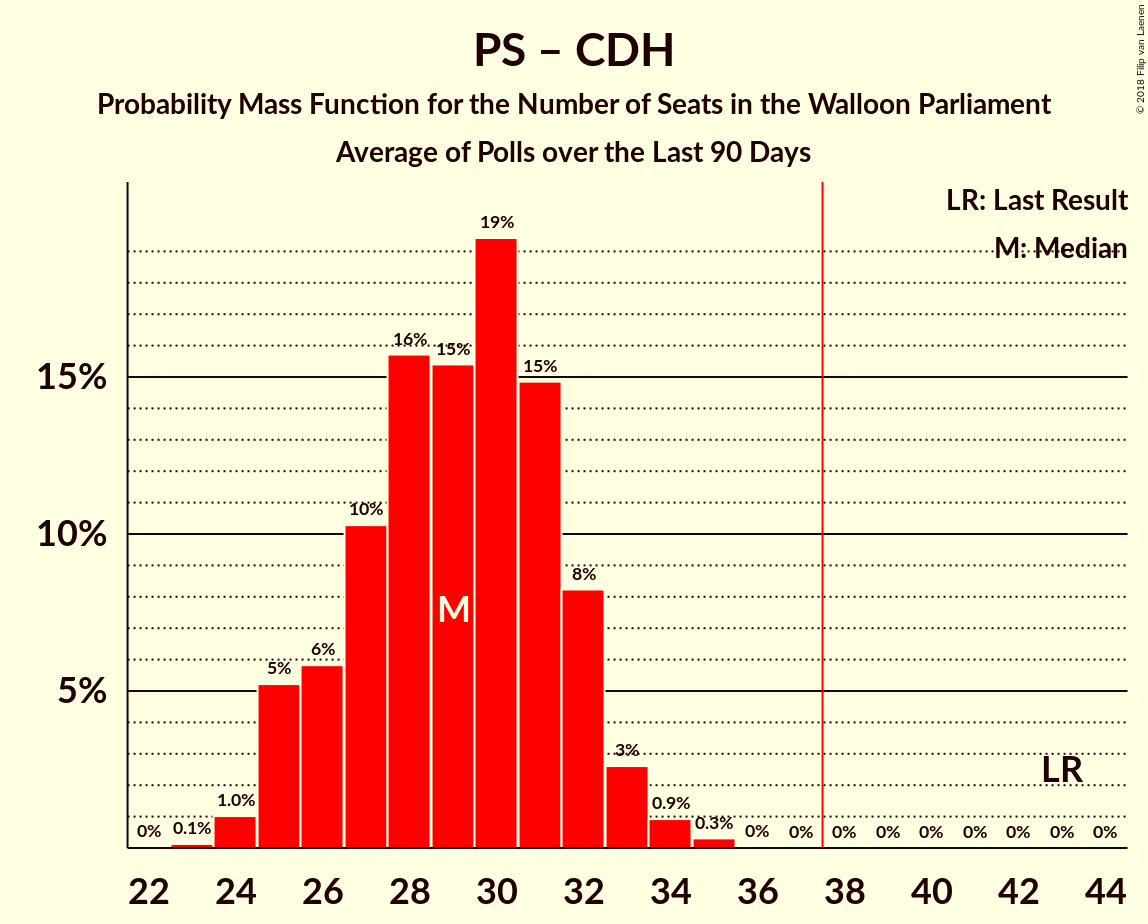 PS – CDH
Probability Mass Function for the Number of Seats in the Walloon Parliament
Average of Polls over the Last 90 Days
© 2018 Filip van Laenen
LR: Last Result
M: Median
15%
10%
5%
0%
0.1%
1.0%
5%
6%
10%
16%
15%
19%
15%
8%
3%
0.9%
0.3%
0%
0%
0%
0%
0%
0%
0%
0%
0%
M
LR
22 24 26 28 30 32 34 36 38 40 42 44